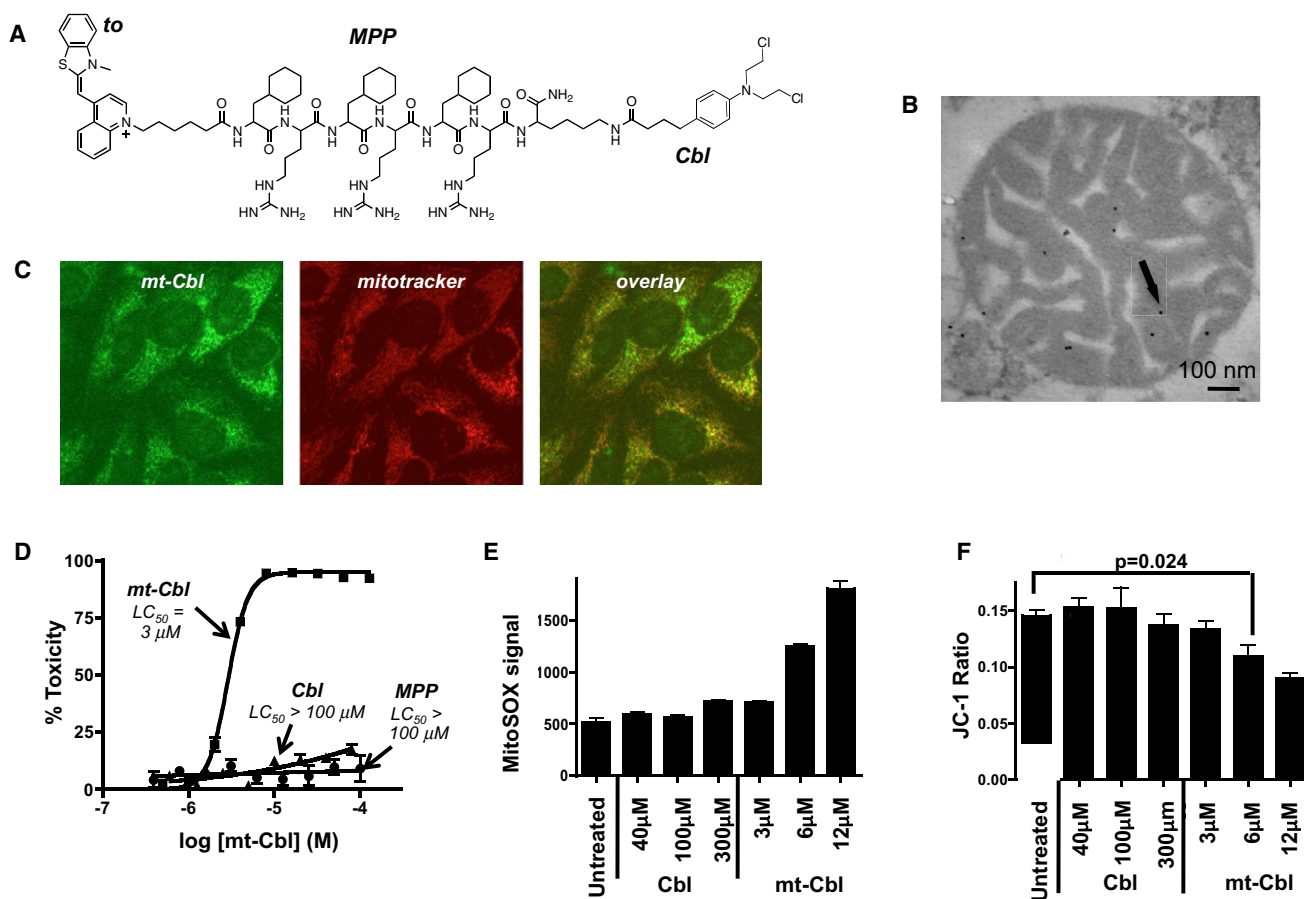 A
to
MPP
Cl
Cl
N
S
N
+
O
O
O
O
O
O
O
O
NH2
N
H
N
H
N
H
N
H
N
H
N
H
N
H
N
H
Cbl
HN
HN
HN
HN
NH2
HN
NH2
HN
NH2
B
100 nm
C
mt-Cbl
mitotracker
overlay
D
% Toxicity
100
75
50
25
0
mt-Cbl
LC50 =
3 µM
Cbl
LC50 > 100 µM
MPP
LC50 >
100 µM
-7
-6
-5
-4
log [mt-Cbl] (M)
E
MitoSOX signal
1500
1000
500
0
Untreated
40µM
100µM
300µM
3µM
6µM
12µM
Cbl
mt-Cbl
F
p=0.024
JC-1 Ratio
0.15
0.10
0.05
0.00
Untreated
40µM
100µM
300µm
3µM
6µM
12µM
Cbl
mt-Cbl